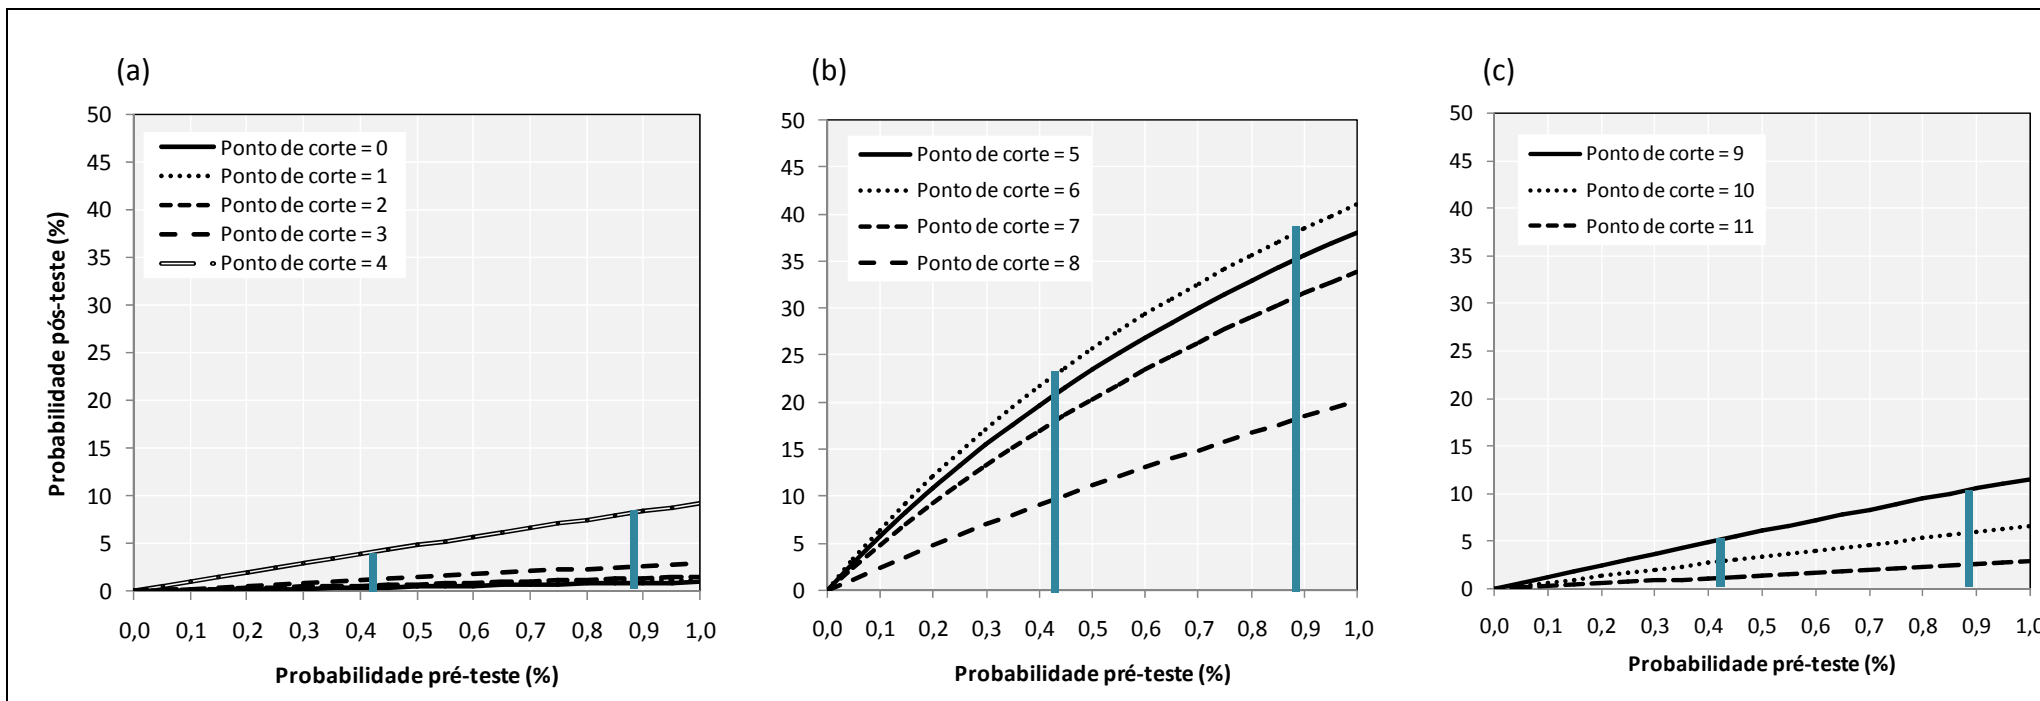 (a)
50
45
40
35
30
25
20
15
10
5
0
Probabilidade pós-teste (%)
Ponto de corte = 0
Ponto de corte = 1
Ponto de corte = 2
Ponto de corte = 3
Ponto de corte = 4
0,0 0,1 0,2 0,3 0,4 0,5 0,6 0,7 0,8 0,9 1,0
Probabilidade pré-teste (%)
(b)
50
45
40
35
30
25
20
15
10
5
0
Ponto de corte = 5
Ponto de corte = 6
Ponto de corte = 7
Ponto de corte = 8
0,0 0,1 0,2 0,3 0,4 0,5 0,6 0,7 0,8 0,9 1,0
Probabilidade pré-teste (%)
(c)
50
45
40
35
30
25
20
15
10
5
0
Ponto de corte = 9
Ponto de corte = 10
Ponto de corte = 11
0,0 0,1 0,2 0,3 0,4 0,5 0,6 0,7 0,8 0,9 1,0
Probabilidade pré-teste (%)